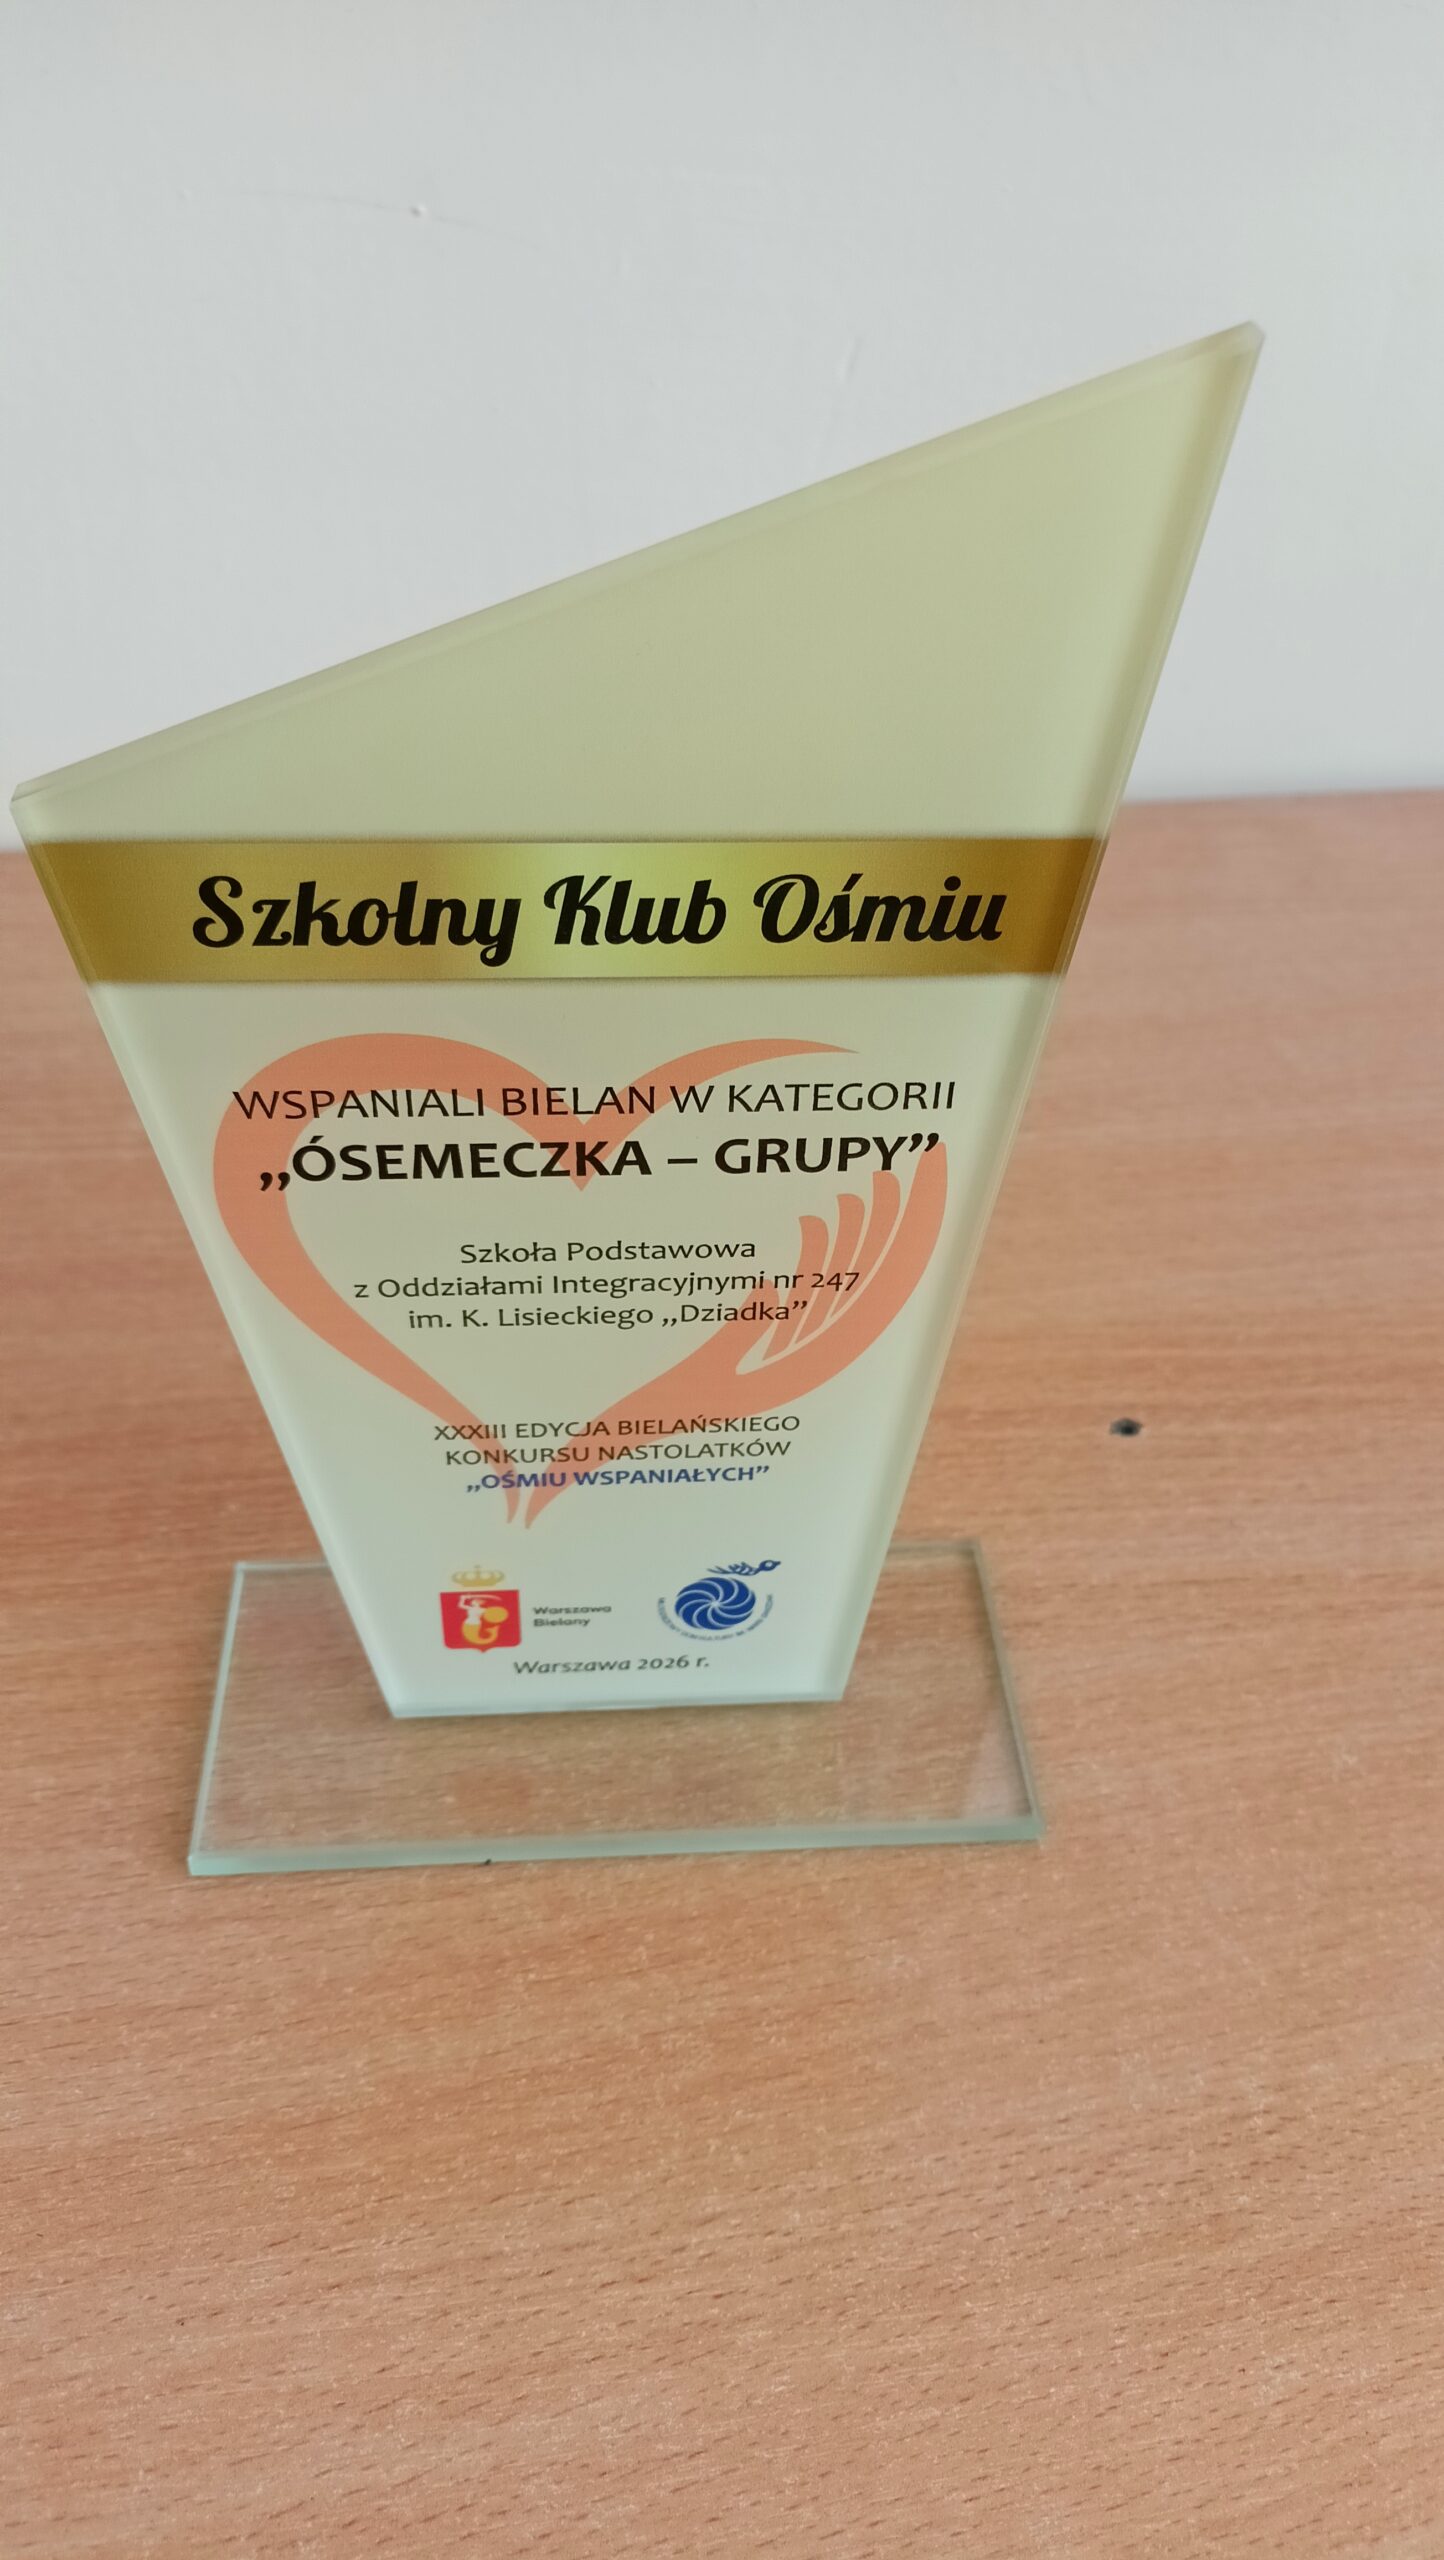 Szkolny Klub Ośmiu
WSPANIALI BIELAN W KATEGORII
„ÓSEMECZKA – GRUPY”
Szkoła Podstawowa
z Oddziałami Integracyjnymi nr 247
im. K. Lisieckiego „Dziadka”
XXXIII EDYCJA BIELAŃSKIEGO
KONKURSU NASTOLATKÓW
„OŚMIU WSPANIAŁYCH”
Warszawa
Bielany
Warszawa 2026 r.